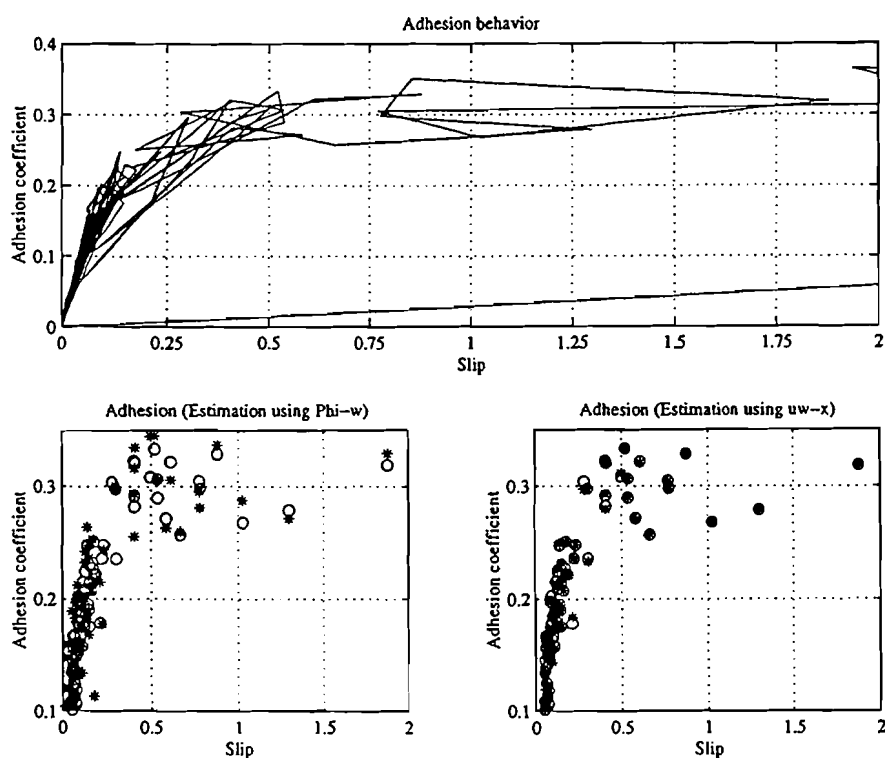 Adhesion behavior
0.4
0.3
0.2
0.1
0
Adhesion coefficient
0 0.25 0.5 0.75 1 1.25 1.5 1.75 2
Slip
Adhesion (Estimation using Phi-w)
0.3
0.2
0.1
Adhesion coefficient
0 0.5 1 1.5 2
Slip
Adhesion (Estimation using uw-x)
0.3
0.2
0.1
Adhesion coefficient
0 0.5 1 1.5 2
Slip